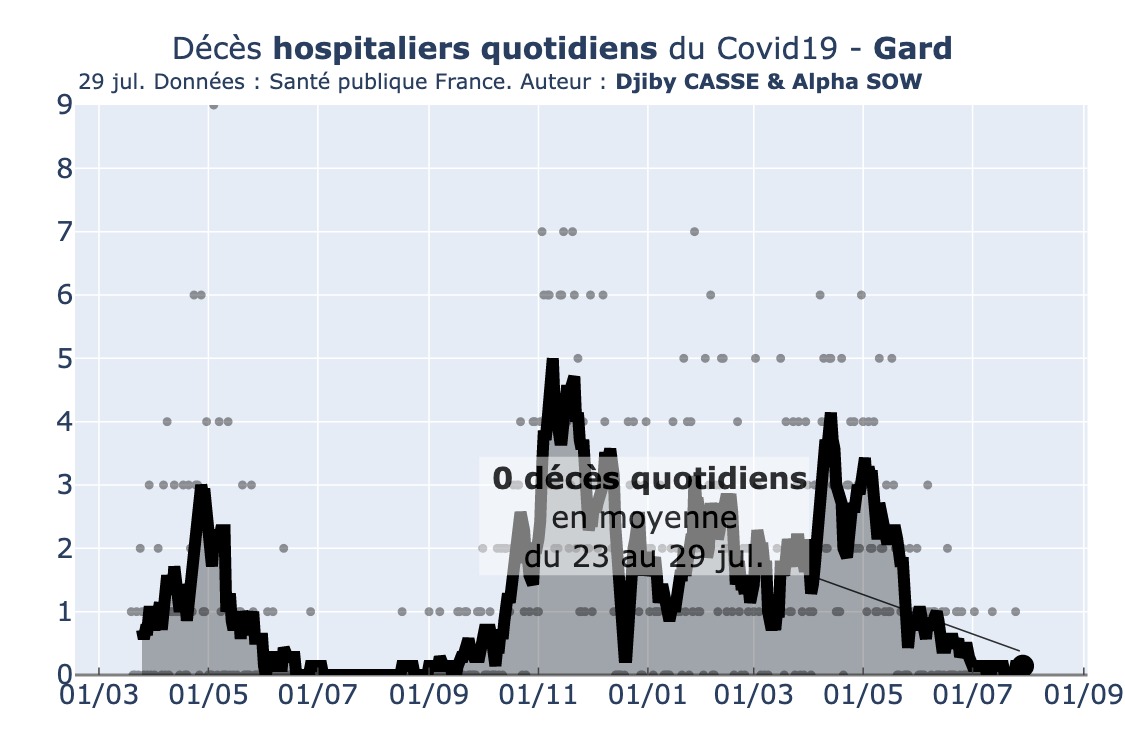 Décès hospitaliers quotidiens du Covid19 - Gard
29 jul. Données : Santé publique France. Auteur : Djiby CASSE & Alpha SOW
9
8
7
6
5
4
3
2
1
0
0 décès quotidiens
en moyenne
du 23 au 29 jul.
01/03 01/05 01/07 01/09 01/11 01/01 01/03 01/05 01/07 01/09